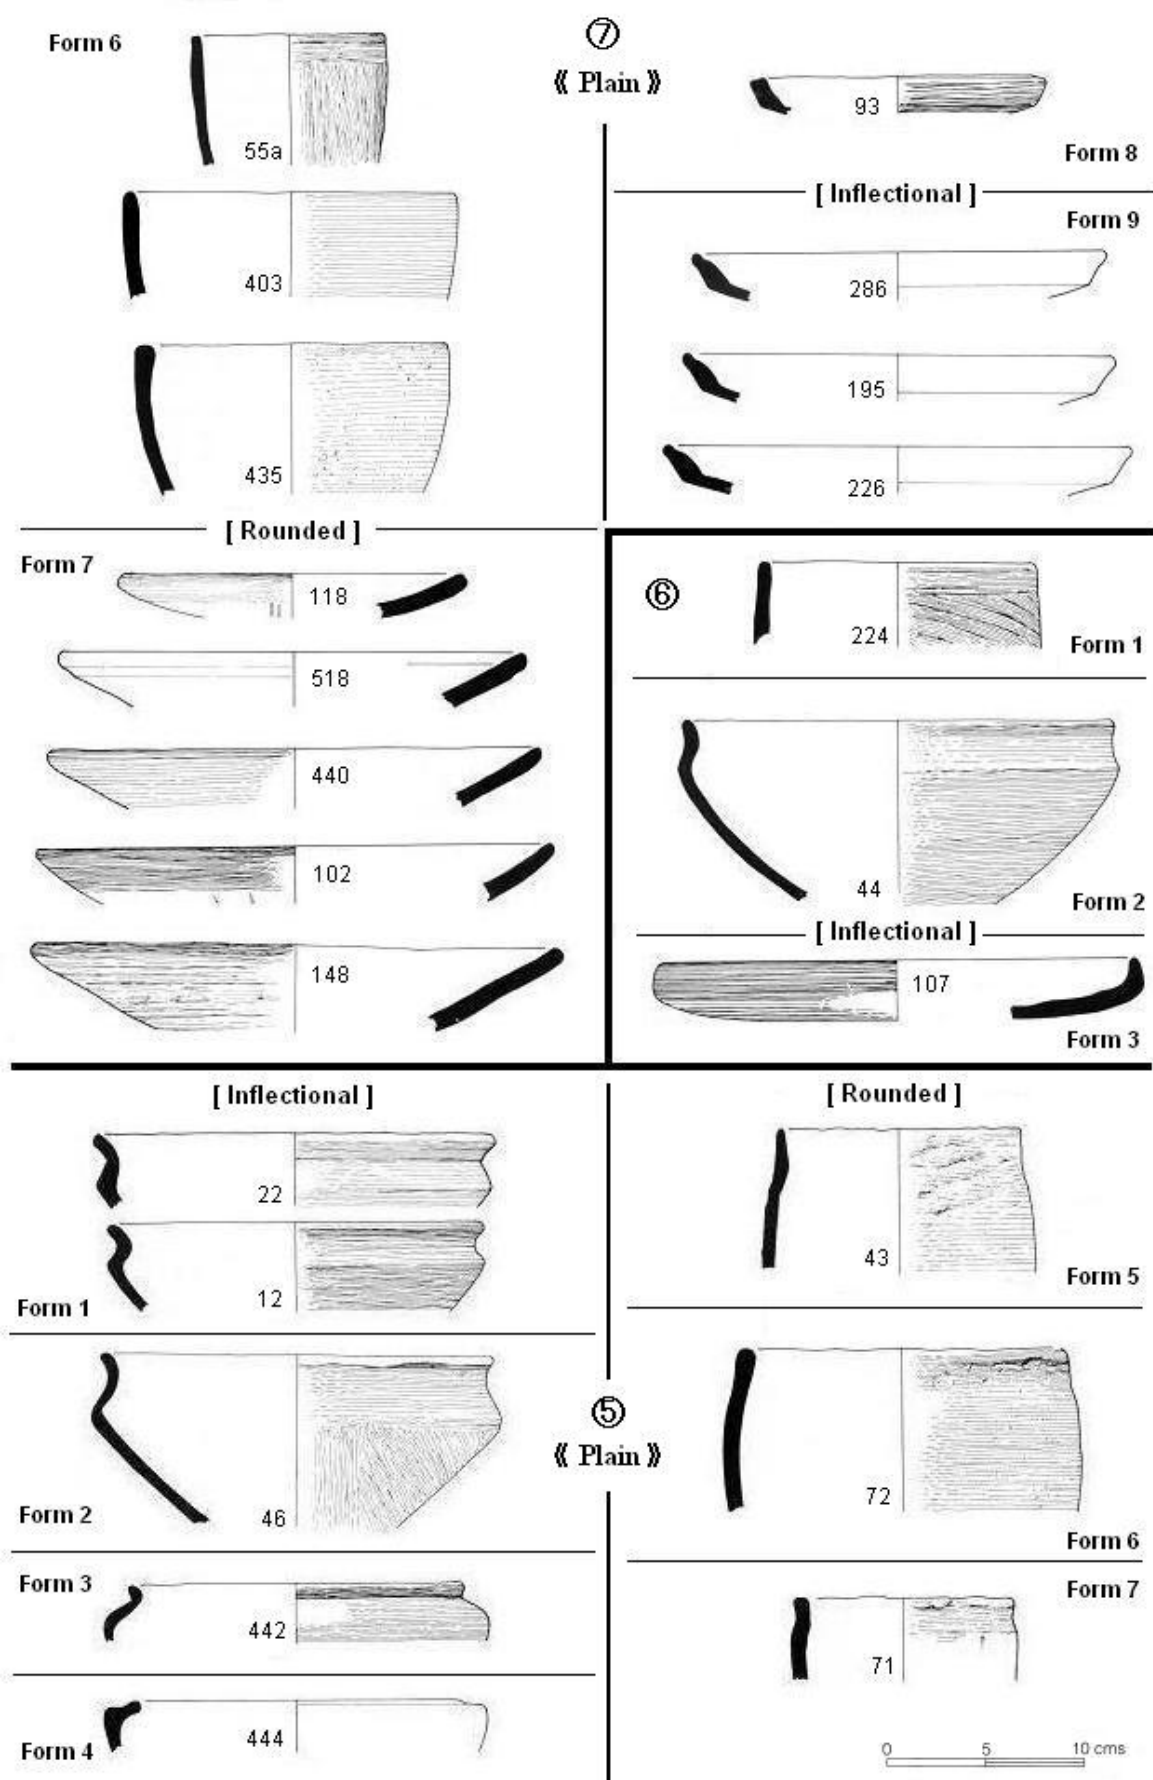 Form 6
⑦
《 Plain 》
55a
403
435
93
Form 8
[ Inflectional ]
Form 9
286
195
226
[ Rounded ]
Form 7
118
518
440
102
148
⑥
224
Form 1
44
Form 2
[ Inflectional ]
107
Form 3
[ Inflectional ]
22
12
Form 1
46
Form 2
Form 3
442
444
Form 4
⑤
《 Plain 》
[ Rounded ]
43
Form 5
72
Form 6
Form 7
71
0 5 10 cms